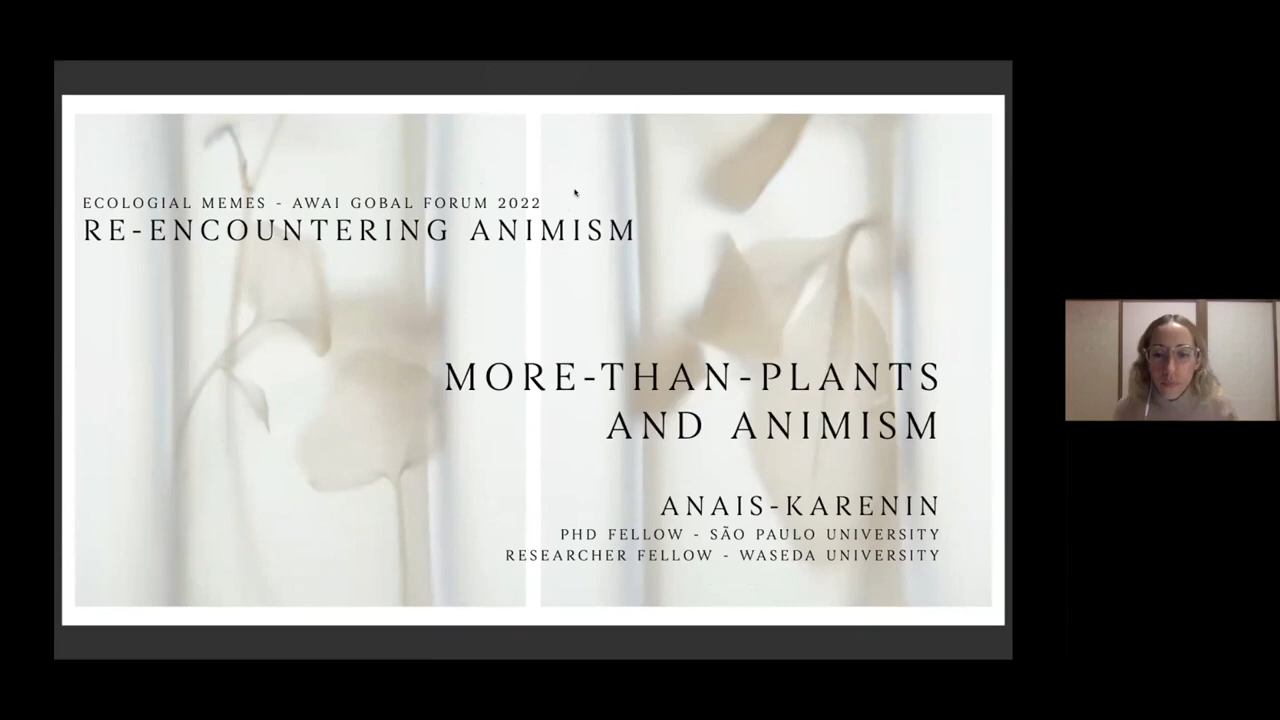 ECOLOGIAL MEMES - AWAI GOBAL FORUM 2022
RE-ENCOUNTERING ANIMISM
MORE-THAN-PLANTS
AND ANIMISM
ANAIS-KARENIN
PHD FELLOW - SÃO PAULO UNIVERSITY
RESEARCHER FELLOW - WASEDA UNIVERSITY